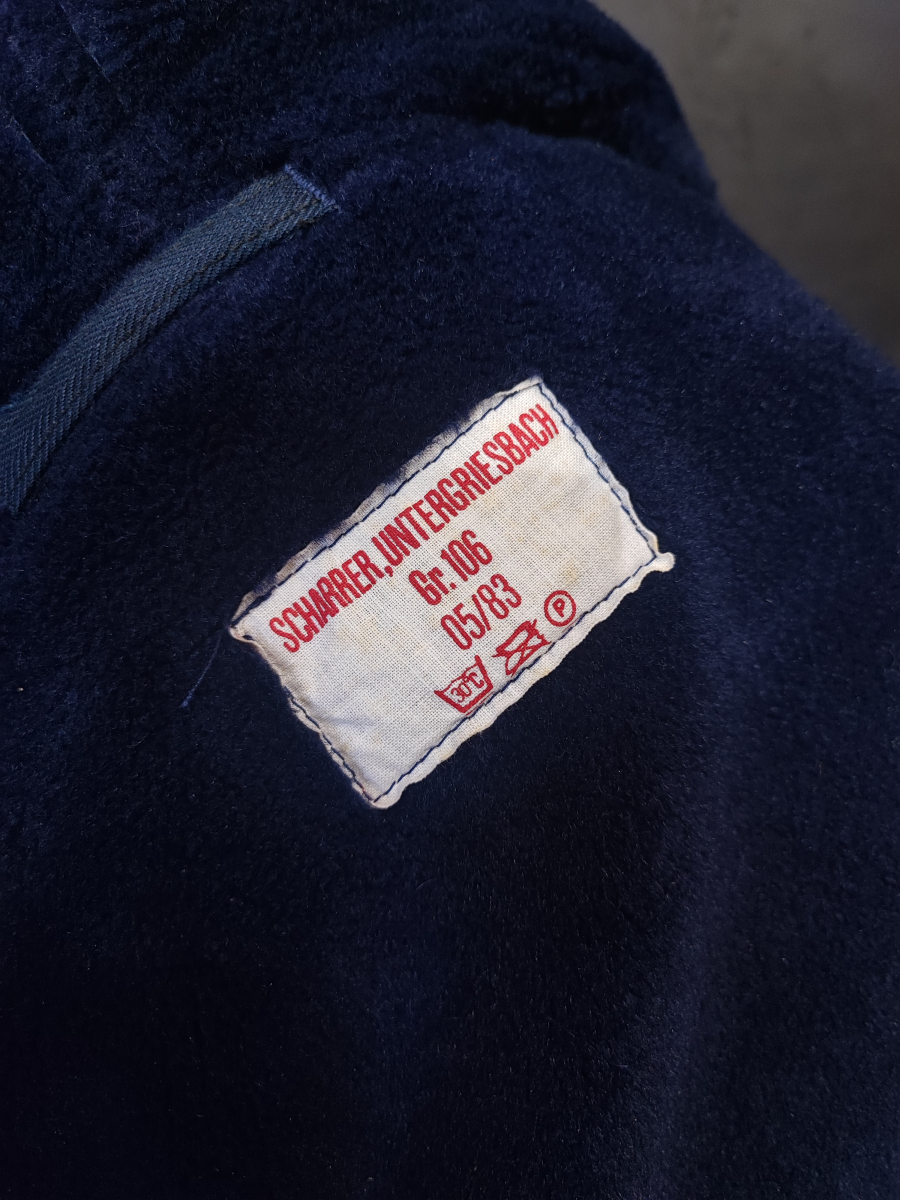 SCHARRER, UNTERGRIESBACH
Gr. 106
05/83
30°C P